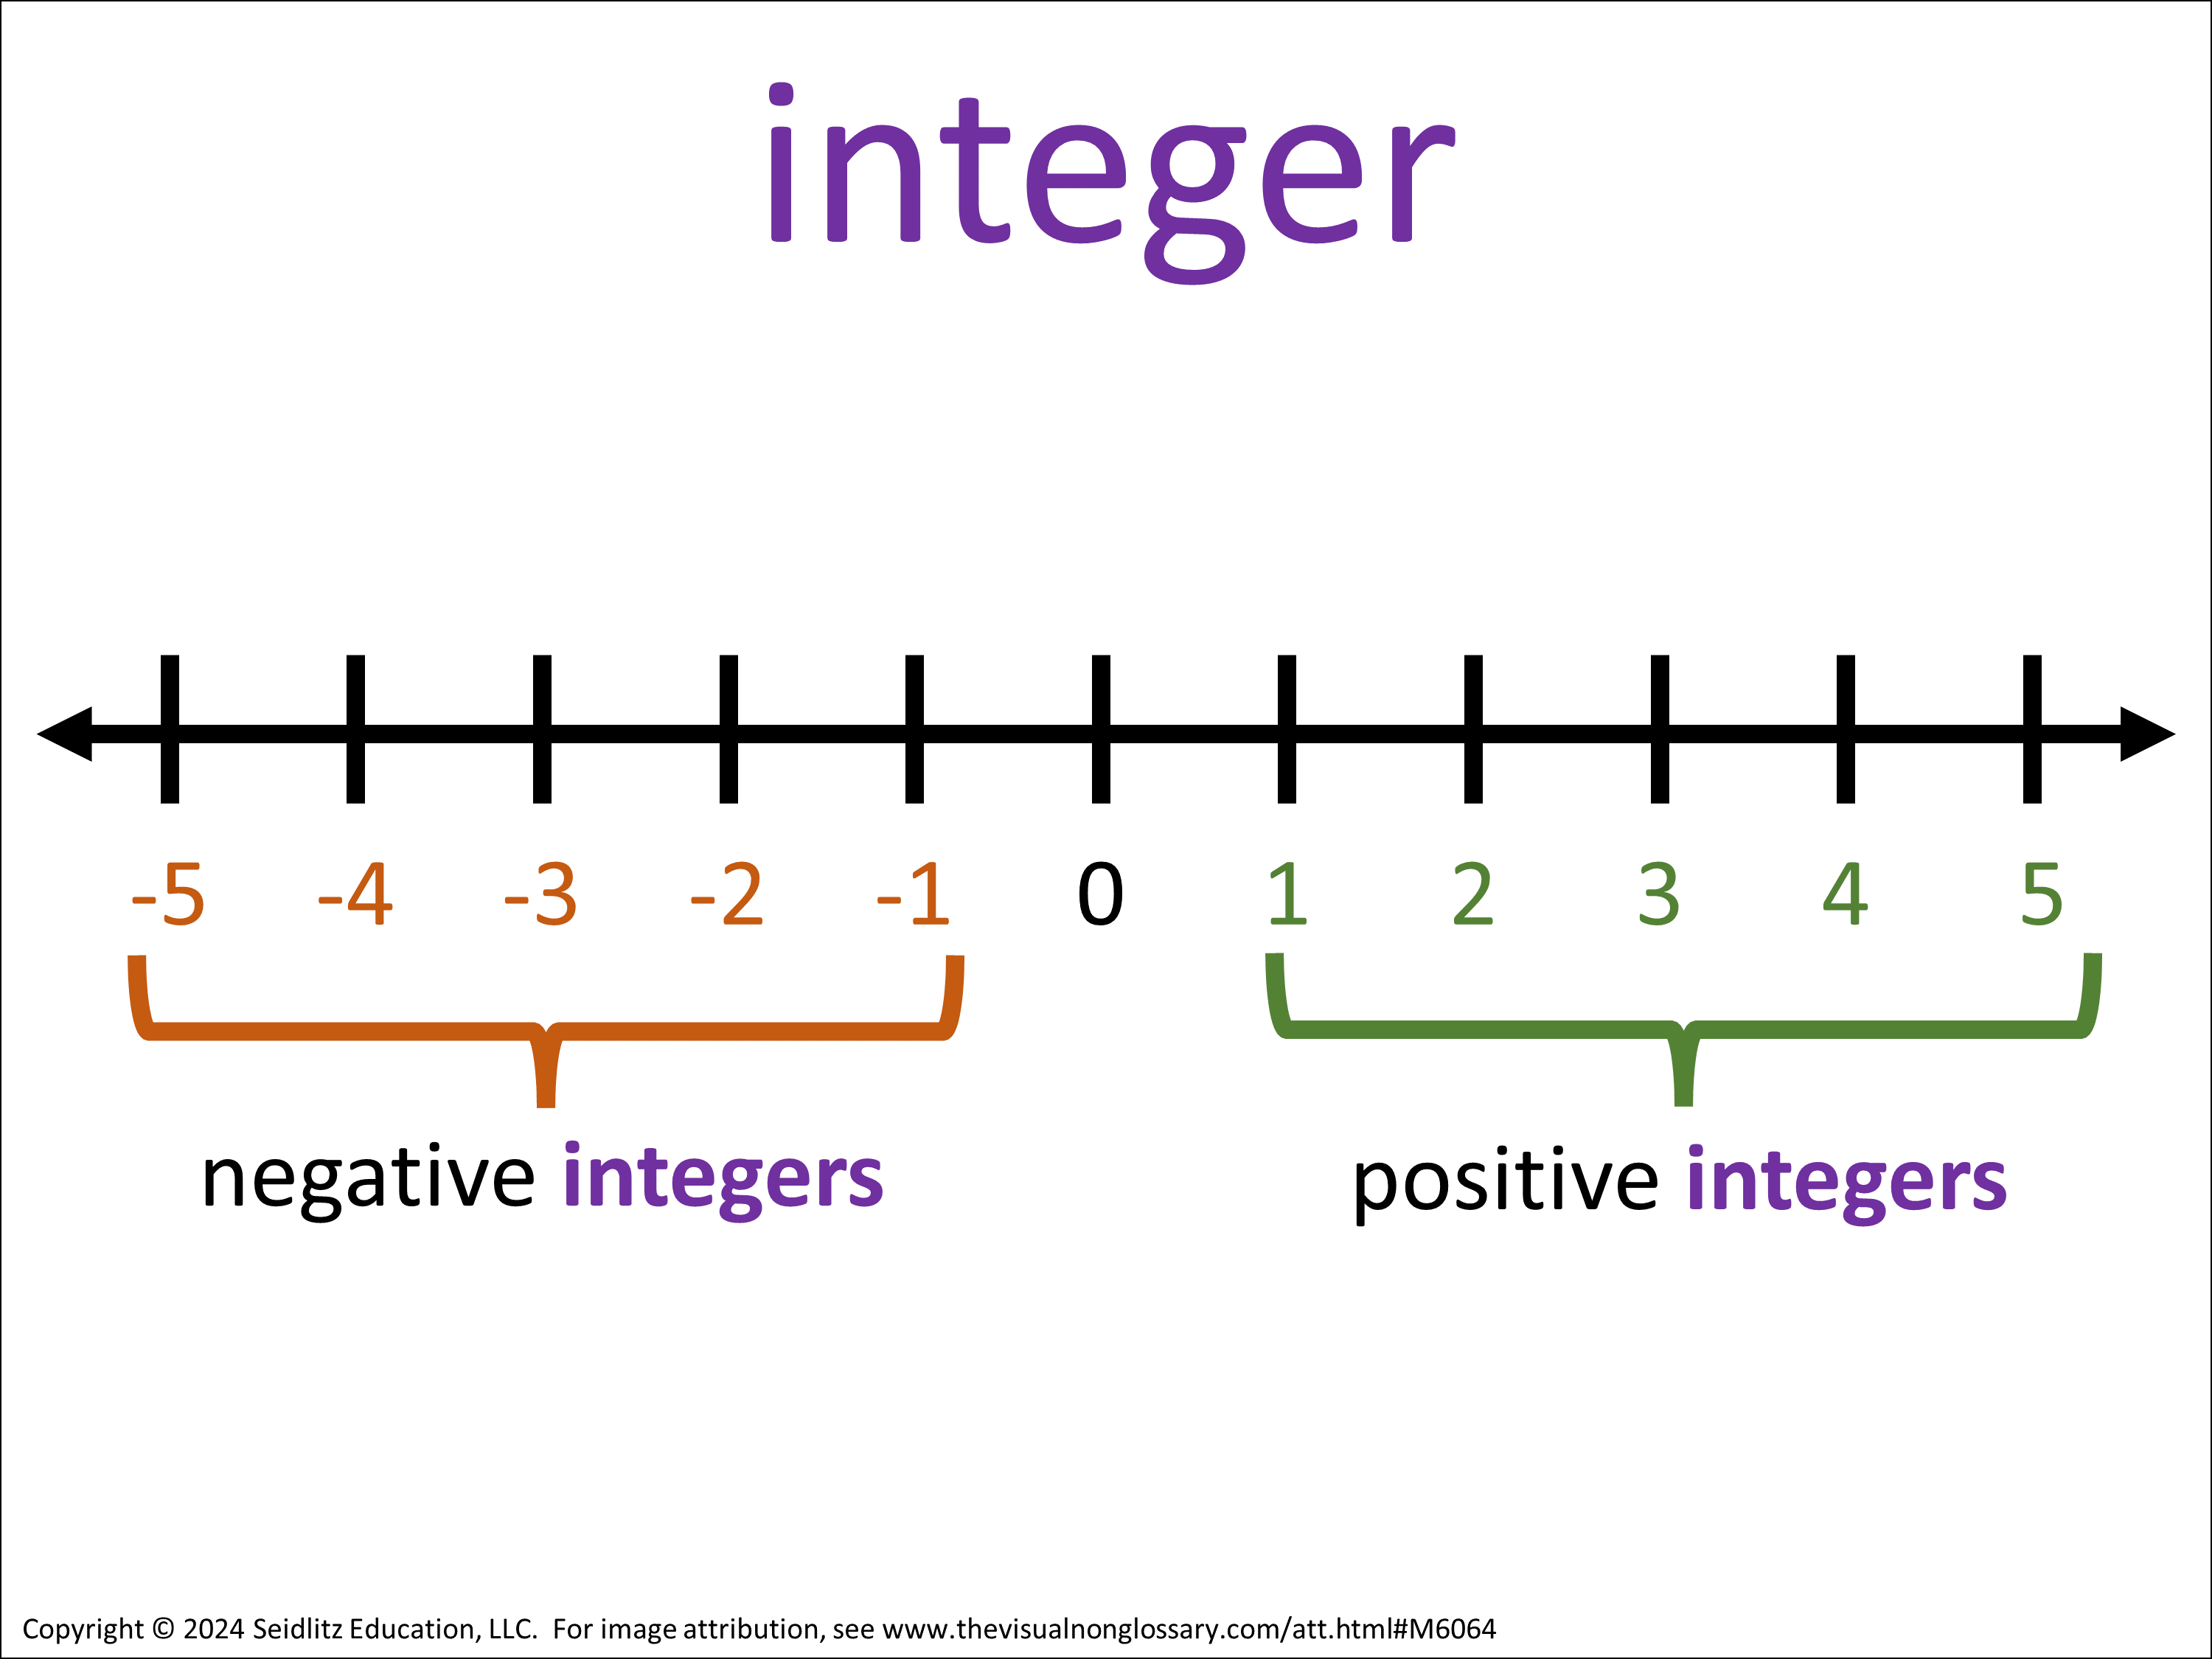 integer
-5 -4 -3 -2 -1 0 1 2 3 4 5
negative integers positive integers
Copyright © 2024 Seidlitz Education, LLC.  For image attribution, see www.thevisualnonglossary.com/att.html#M6064